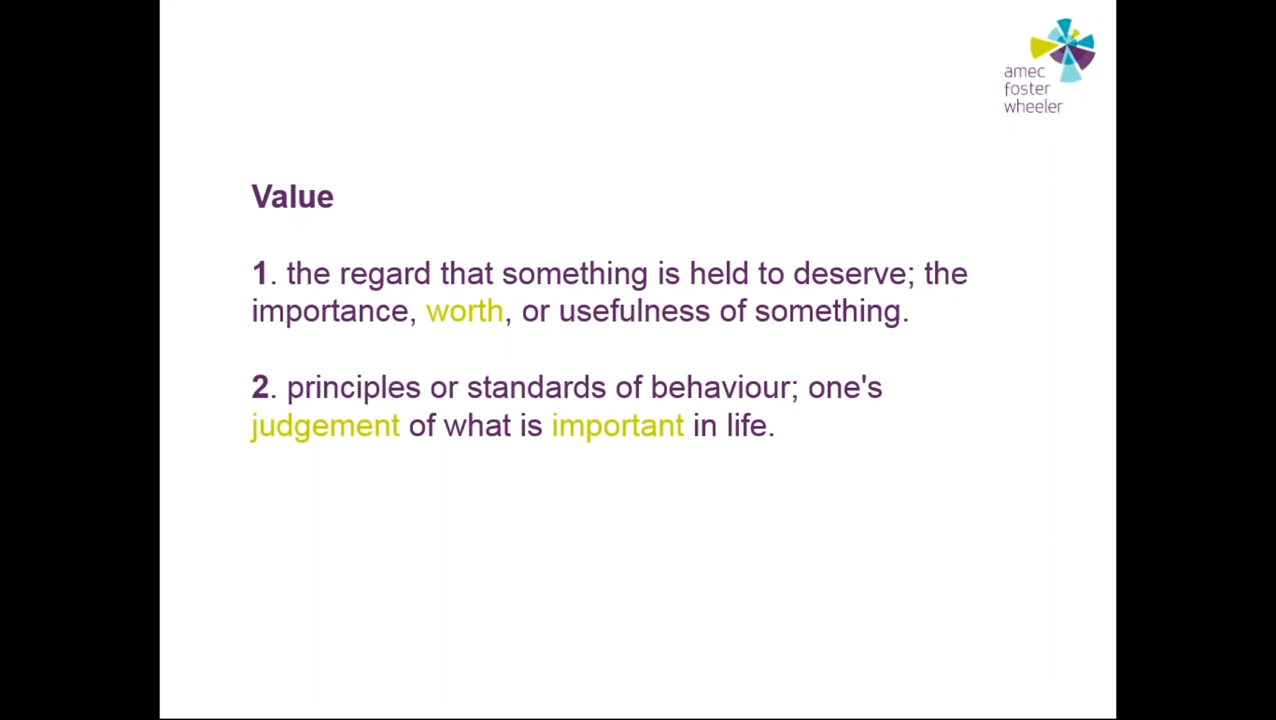 amec
foster
wheeler
Value
1. the regard that something is held to deserve; the
importance, worth, or usefulness of something.
2. principles or standards of behaviour; one's
judgement of what is important in life.